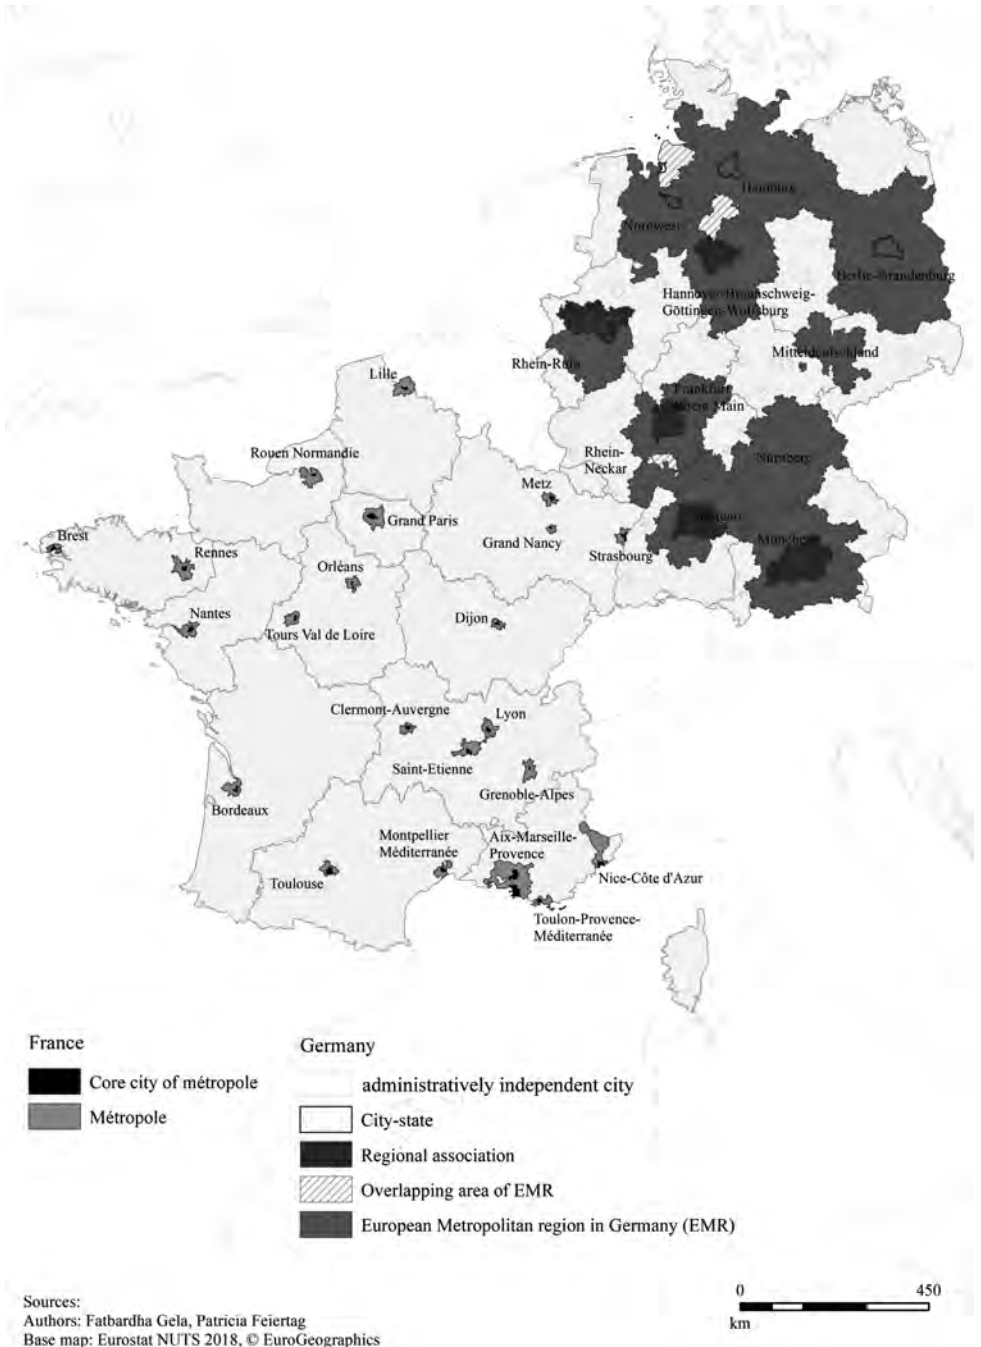 Hamburg
Nordwest
Berlin-Brandenburg
Hannover-Braunschweig-
Göttingen-Wolfsburg
Mitteldeutschland
Rhein-Ruhr
Lille
Frankfurt
Rhein Main
Rouen Normandie
Rhein-
Neckar
Nürnberg
Metz
Grand Paris
Stuttgart
Brest
Rennes
Grand Nancy
Strasbourg
München
Orléans
Nantes
Tours Val de Loire
Dijon
Clermont-Auvergne
Lyon
Saint-Etienne
Grenoble-Alpes
Bordeaux
Montpellier
Méditerranée
Aix-Marseille-
Provence
Toulouse
Nice-Côte d'Azur
Toulon-Provence-
Méditerranée
France
Core city of métropole
Métropole
Germany
administratively independent city
City-state
Regional association
Overlapping area of EMR
European Metropolitan region in Germany (EMR)
0 450
km
Sources:
Authors: Fatbardha Gela, Patricia Feiertag
Base map: Eurostat NUTS 2018, © EuroGeographics